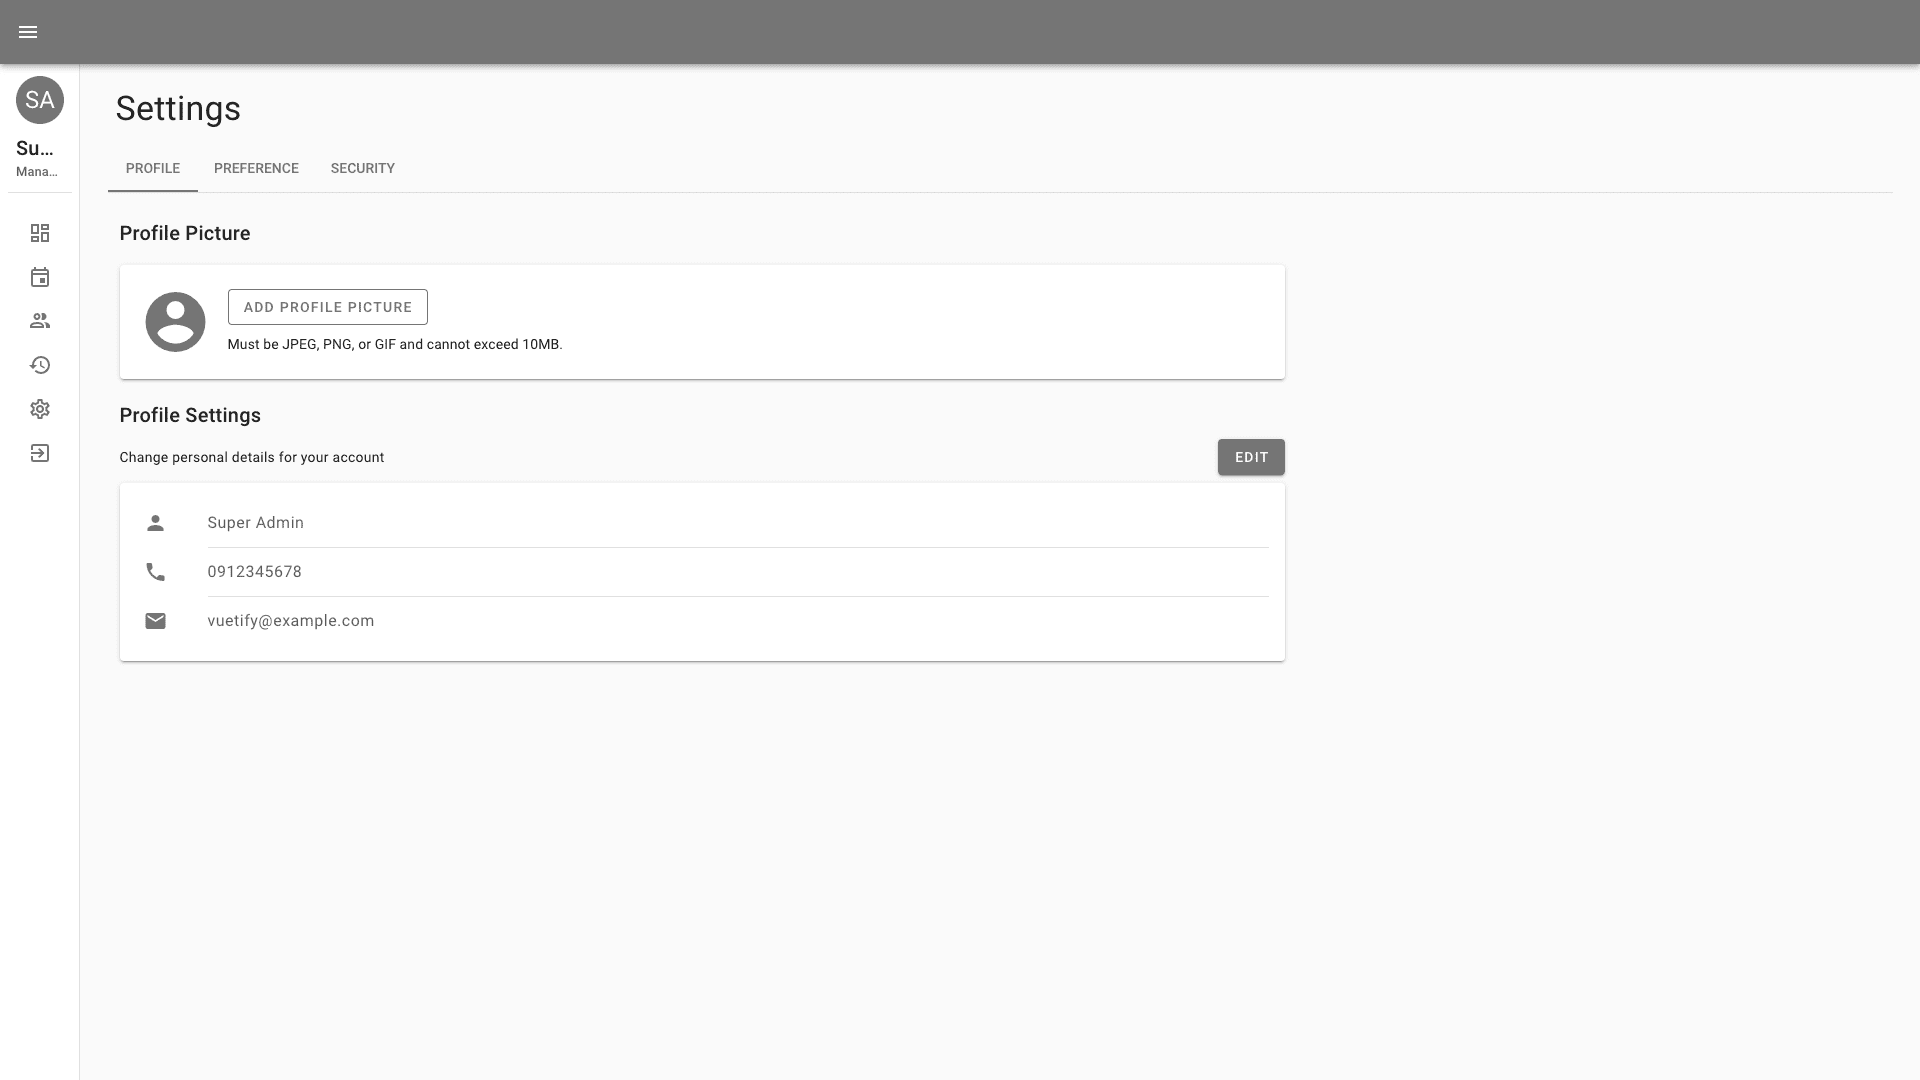 SA
Su...
Mana...
Settings
PROFILE PREFERENCE SECURITY
Profile Picture
ADD PROFILE PICTURE
Must be JPEG, PNG, or GIF and cannot exceed 10MB.
Profile Settings
Change personal details for your account
EDIT
Super Admin
0912345678
vuetify@example.com